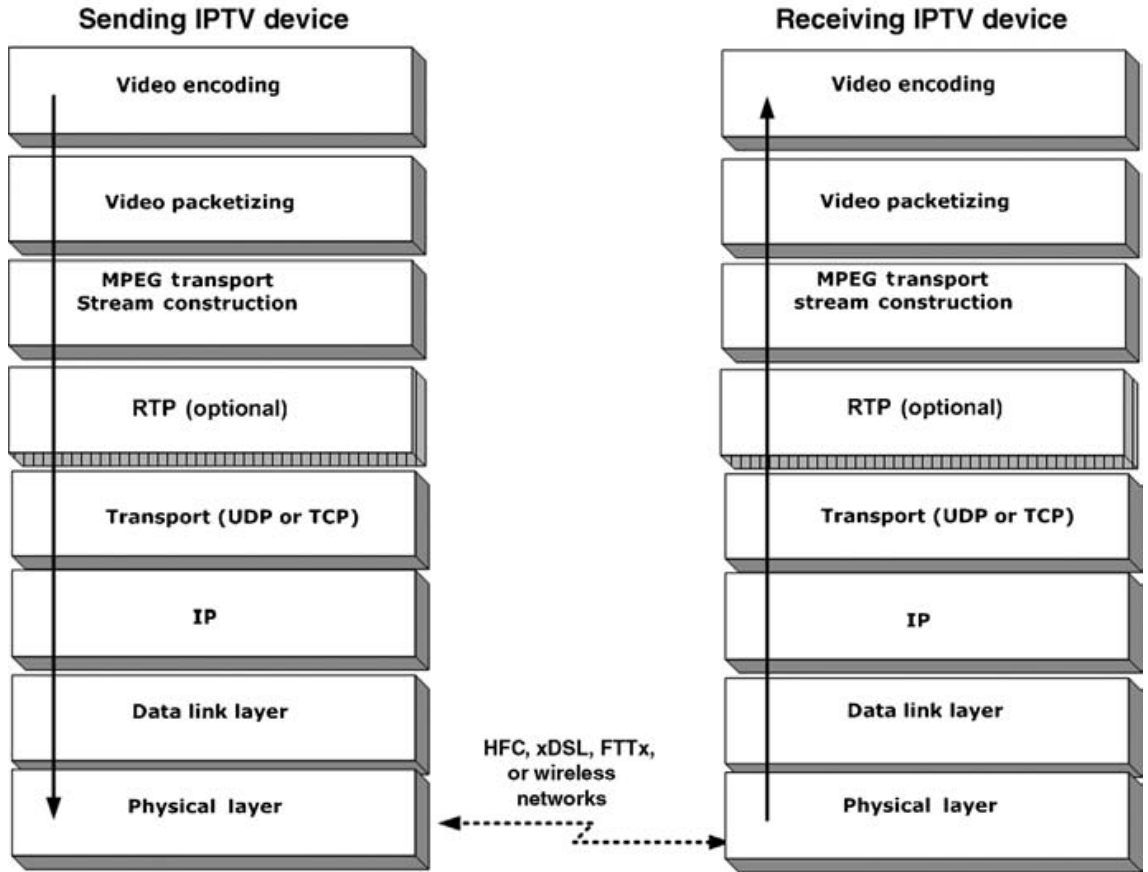 Sending IPTV device
Video encoding
Video packetizing
MPEG transport
Stream construction
RTP (optional)
Transport (UDP or TCP)
IP
Data link layer
Physical layer
HFC, xDSL, FTTx,
or wireless
networks
Receiving IPTV device
Video encoding
Video packetizing
MPEG transport
stream construction
RTP (optional)
Transport (UDP or TCP)
IP
Data link layer
Physical layer